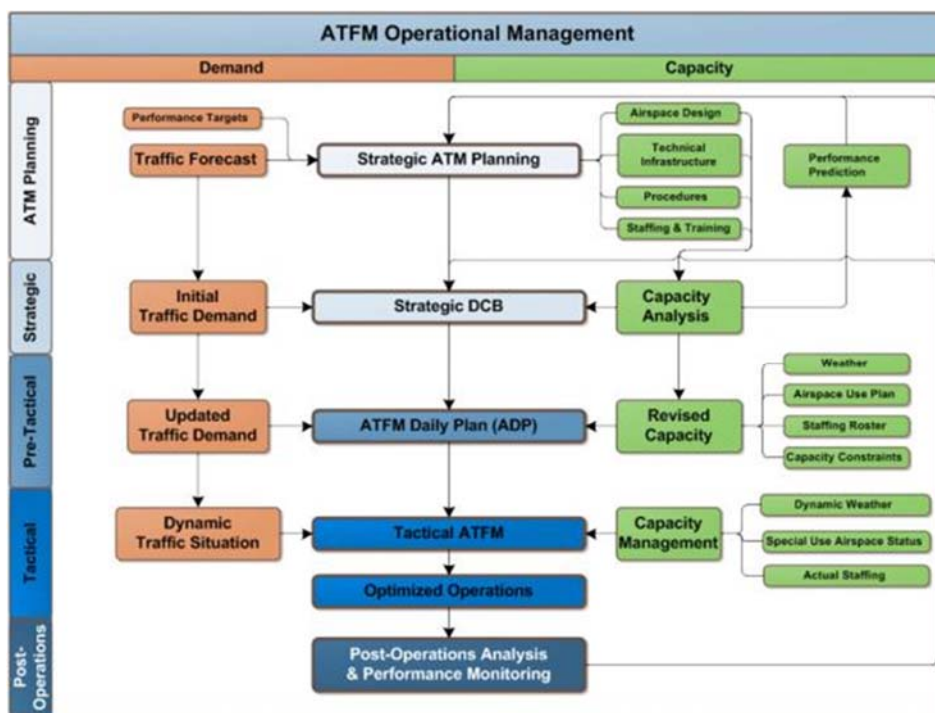 ATFM Operational Management
Demand
Capacity
ATM Planning
Performance Targets
Traffic Forecast
Strategic ATM Planning
Airspace Design
Technical
Infrastructure
Procedures
Staffing & Training
Performance
Prediction
Strategic
Initial
Traffic Demand
Strategic DCB
Capacity
Analysis
Pre-Tactical
Updated
Traffic Demand
ATFM Daily Plan (ADP)
Revised
Capacity
Weather
Airspace Use Plan
Staffing Roster
Capacity Constraints
Tactical
Dynamic
Traffic Situation
Tactical ATFM
Capacity
Management
Dynamic Weather
Special Use Airspace Status
Actual Staffing
Optimized Operations
Post-
Operations
Post-Operations Analysis
& Performance Monitoring